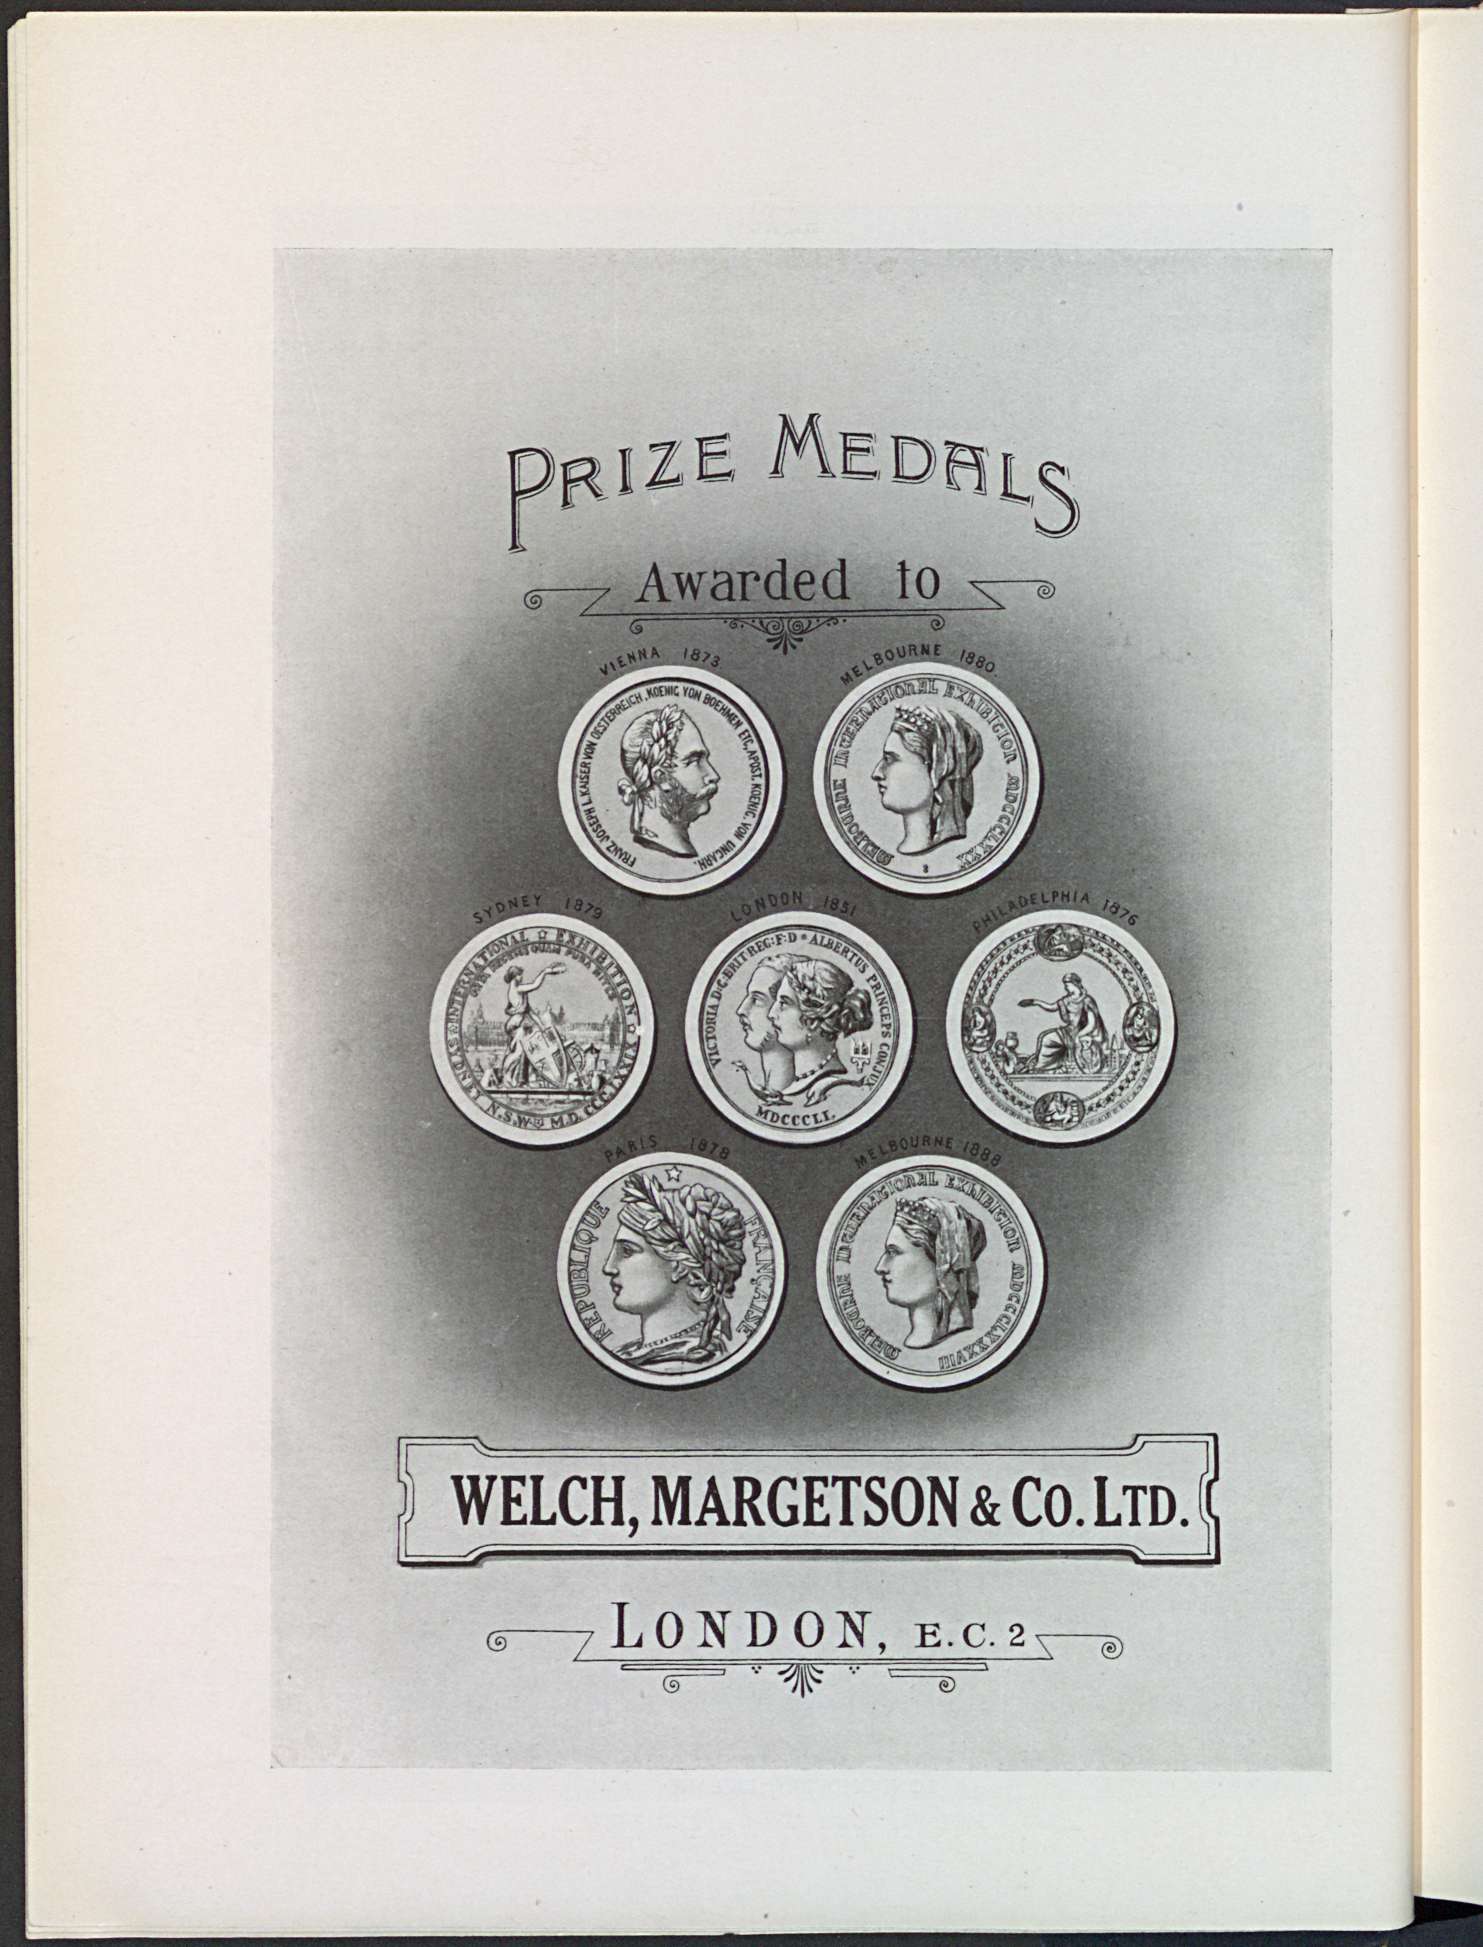 PRIZE MEDALS
Awarded to
VIENNA 1873
FRANZ JOSEPH I. KAISER VON OESTERREICH, KOENIG VON BOEHMEN ETC., APOST. KOENIG VON UNGARN.
MELBOURNE 1880.
MELBOURNE INTERNATIONAL EXHIBITION MDCCCLXXX
SYDNEY 1879
SYDNEY INTERNATIONAL EXHIBITION
N.S.W. M.D.CCC.LXXIX
LONDON 1851
VICTORIA D:G:BRIT:REG:F:D ALBERTUS PRINCEPS CONJUX
MDCCCLI.
PHILADELPHIA 1876
PARIS 1878
REPUBLIQUE FRANÇAISE
MELBOURNE 1888
MELBOURNE INTERNATIONAL EXHIBITION MDCCCLXXXVIII
WELCH, MARGETSON & CO. LTD.
LONDON, E.C. 2